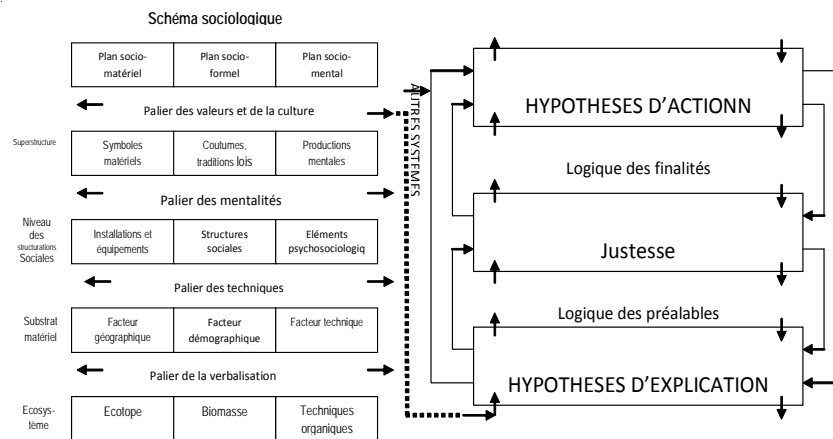 Schéma sociologique
Plan socio-
matériel
Plan socio-
formel
Plan socio-
mental
Palier des valeurs et de la culture
Superstructure
Symboles
matériels
Coutumes,
traditions lois
Productions
mentales
Palier des mentalités
Niveau
des
structurations
Sociales
Installations et
équipements
Structures
sociales
Eléments
psychosociologiq
Palier des techniques
Substrat
matériel
Facteur
géographique
Facteur
démographique
Facteur technique
Palier de la verbalisation
Ecosys-
tème
Ecotope
Biomasse
Techniques
organiques
AUTRES SYSTEMES
HYPOTHESES D'ACTIONN
Logique des finalités
Justesse
Logique des préalables
HYPOTHESES D'EXPLICATION